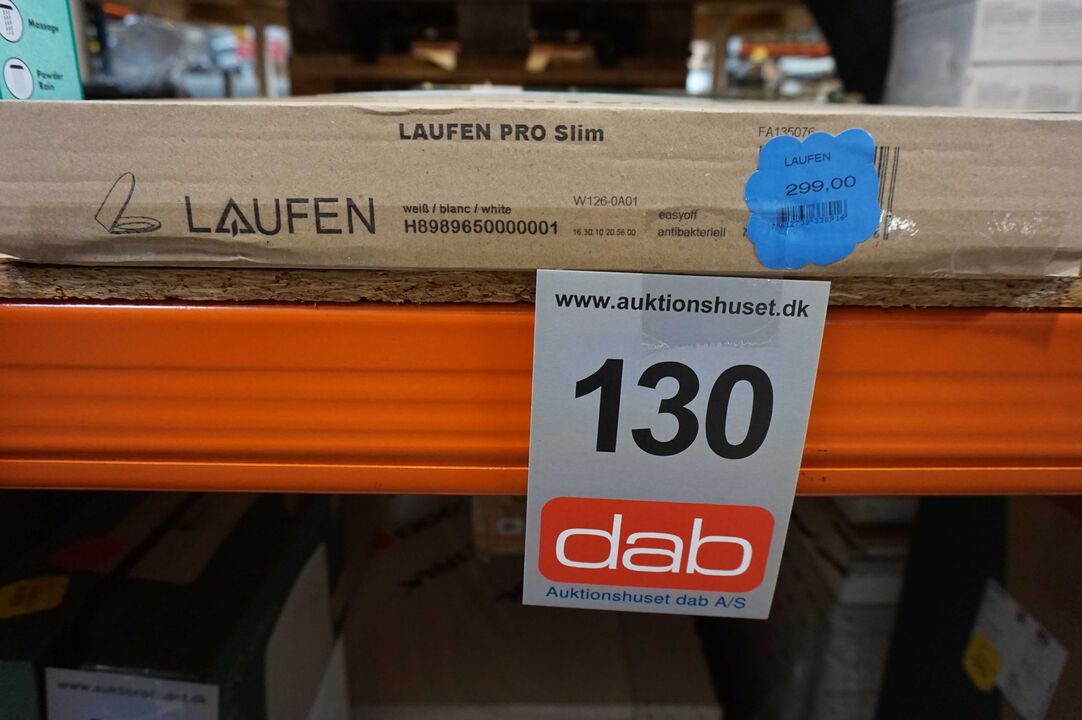 Massage
Powder
Rain
LAUFEN PRO Slim
FA135076
LAUFEN
299,00
LAUFEN
weiß / blanc / white
H8989650000001
W126-0A01
16.30.10.20.56.00
easyoff
antibakteriell
www.auktionshuset.dk
130
dab
Auktionshuset dab A/S